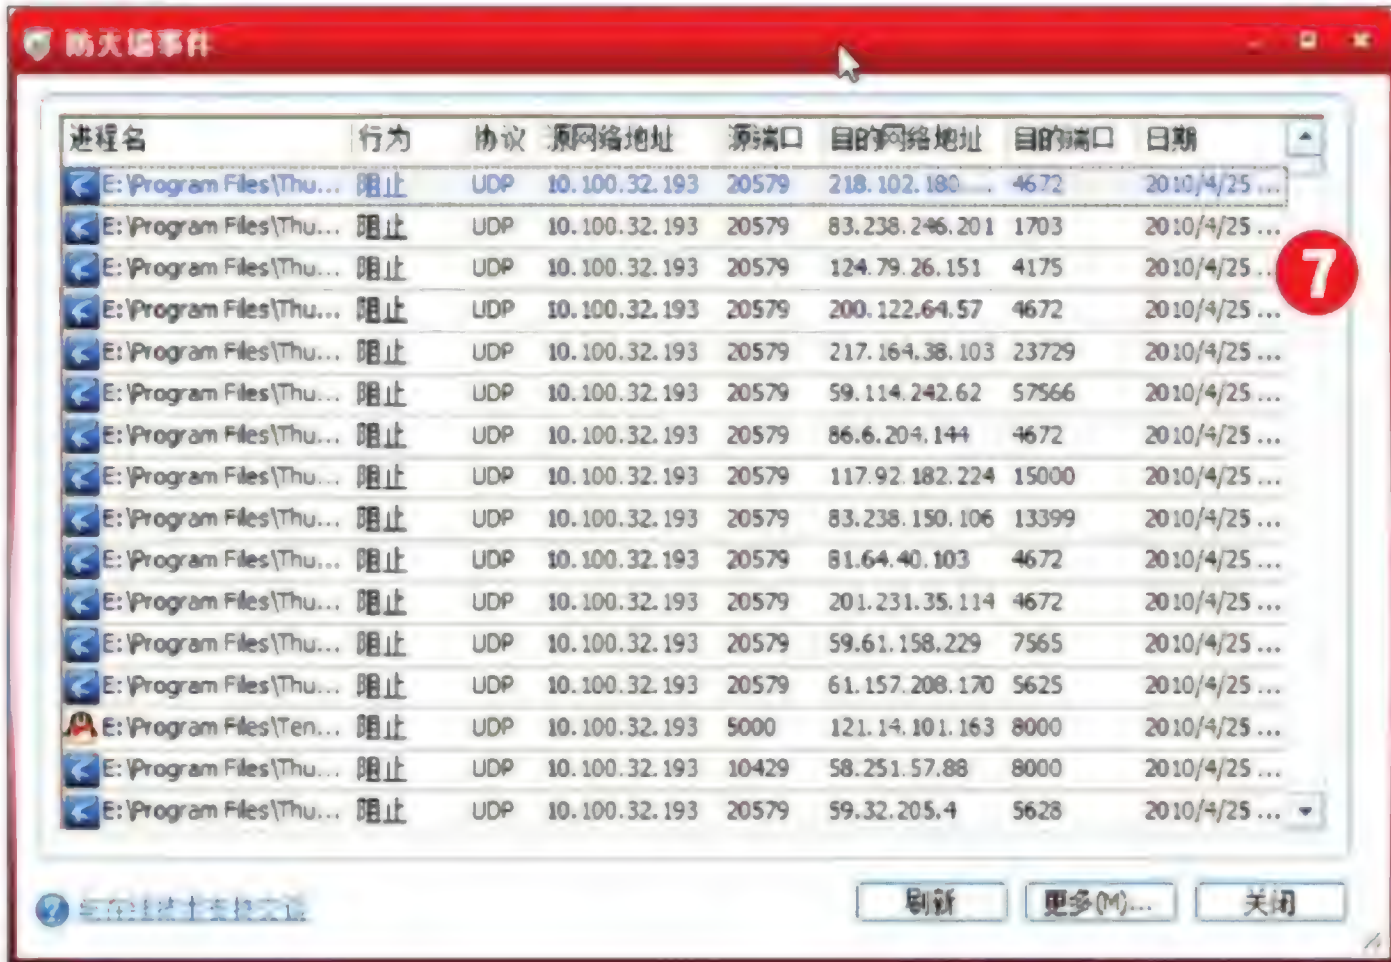 防火墙事件
进程名 行为 协议 源网络地址 源端口 目的网络地址 目的端口 日期
E:\Program Files\Thu... 阻止 UDP 10.100.32.193 20579 218.102.180.... 4672 2010/4/25 ...
E:\Program Files\Thu... 阻止 UDP 10.100.32.193 20579 83.238.246.201 1703 2010/4/25 ...
E:\Program Files\Thu... 阻止 UDP 10.100.32.193 20579 124.79.26.151 4175 2010/4/25 ...
7
E:\Program Files\Thu... 阻止 UDP 10.100.32.193 20579 200.122.64.57 4672 2010/4/25 ...
E:\Program Files\Thu... 阻止 UDP 10.100.32.193 20579 217.164.38.103 23729 2010/4/25 ...
E:\Program Files\Thu... 阻止 UDP 10.100.32.193 20579 59.114.242.62 57566 2010/4/25 ...
E:\Program Files\Thu... 阻止 UDP 10.100.32.193 20579 86.6.204.144 4672 2010/4/25 ...
E:\Program Files\Thu... 阻止 UDP 10.100.32.193 20579 117.92.182.224 15000 2010/4/25 ...
E:\Program Files\Thu... 阻止 UDP 10.100.32.193 20579 83.238.150.106 13399 2010/4/25 ...
E:\Program Files\Thu... 阻止 UDP 10.100.32.193 20579 81.64.40.103 4672 2010/4/25 ...
E:\Program Files\Thu... 阻止 UDP 10.100.32.193 20579 201.231.35.114 4672 2010/4/25 ...
E:\Program Files\Thu... 阻止 UDP 10.100.32.193 20579 59.61.158.229 7565 2010/4/25 ...
E:\Program Files\Thu... 阻止 UDP 10.100.32.193 20579 61.157.208.170 5625 2010/4/25 ...
E:\Program Files\Ten... 阻止 UDP 10.100.32.193 5000 121.14.101.163 8000 2010/4/25 ...
E:\Program Files\Thu... 阻止 UDP 10.100.32.193 10429 58.251.57.88 8000 2010/4/25 ...
E:\Program Files\Thu... 阻止 UDP 10.100.32.193 20579 59.32.205.4 5628 2010/4/25 ...
刷新 更多(M)... 关闭